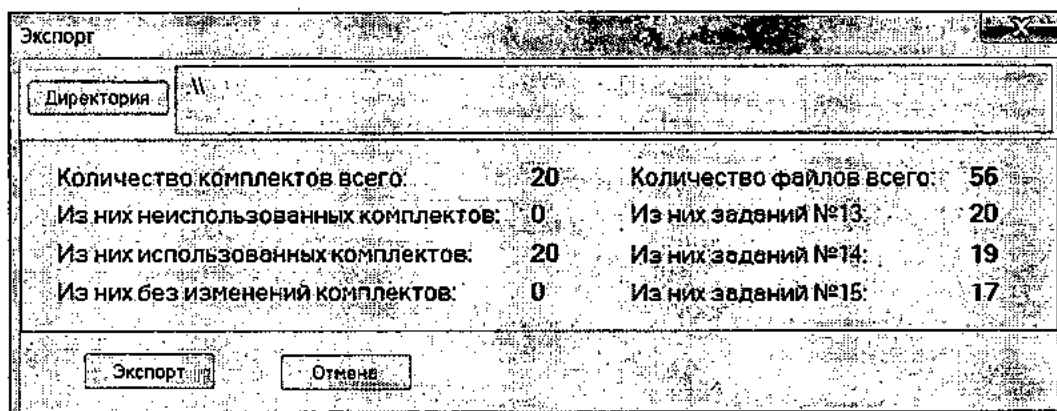 Экспорт
Директория \\
Количество комплектов всего: 20 Количество файлов всего: 56
Из них неиспользованных комплектов: 0 Из них заданий №13: 20
Из них использованных комплектов: 20 Из них заданий №14: 19
Из них без изменений комплектов: 0 Из них заданий №15: 17
Экспорт Отмена